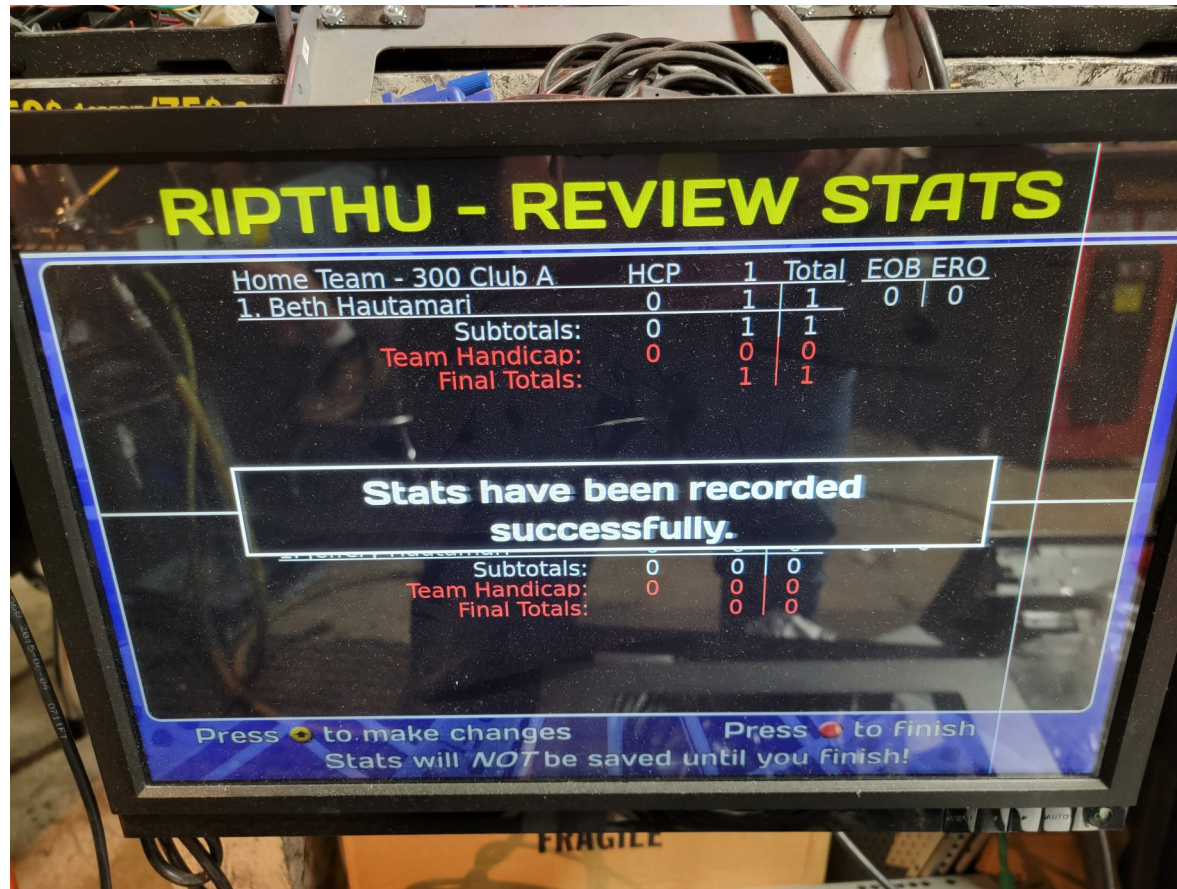 RIPTHU - REVIEW STATS
Home Team - 300 Club A HCP 1 Total EOB ERO
1. Beth Hautamari 0 1 1 0 0
Subtotals: 0 1 1
Team Handicap: 0 0 0
Final Totals: 1 1
Stats have been recorded
successfully.
Subtotals: 0 0 0
Team Handicap: 0 0 0
Final Totals: 0 0
Press to make changes Press to finish
Stats will NOT be saved until you finish!
AUTO
FRAGILE